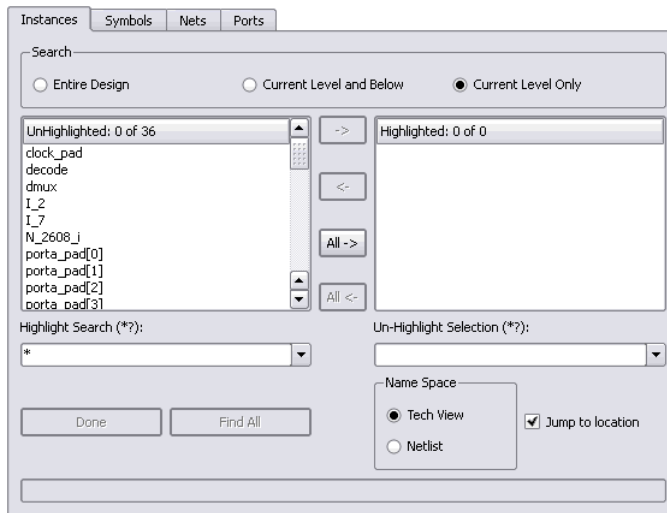 Instances Symbols Nets Ports
Search
Entire Design Current Level and Below Current Level Only
UnHighlighted: 0 of 36
clock_pad
decode
dmux
I_2
I_7
N_2608_i
porta_pad[0]
porta_pad[1]
porta_pad[2]
porta_pad[3]
->
<-
All ->
All <-
Highlighted: 0 of 0
Highlight Search (*?):
*
Un-Highlight Selection (*?):
Done Find All
Name Space
Tech View
Netlist
Jump to location